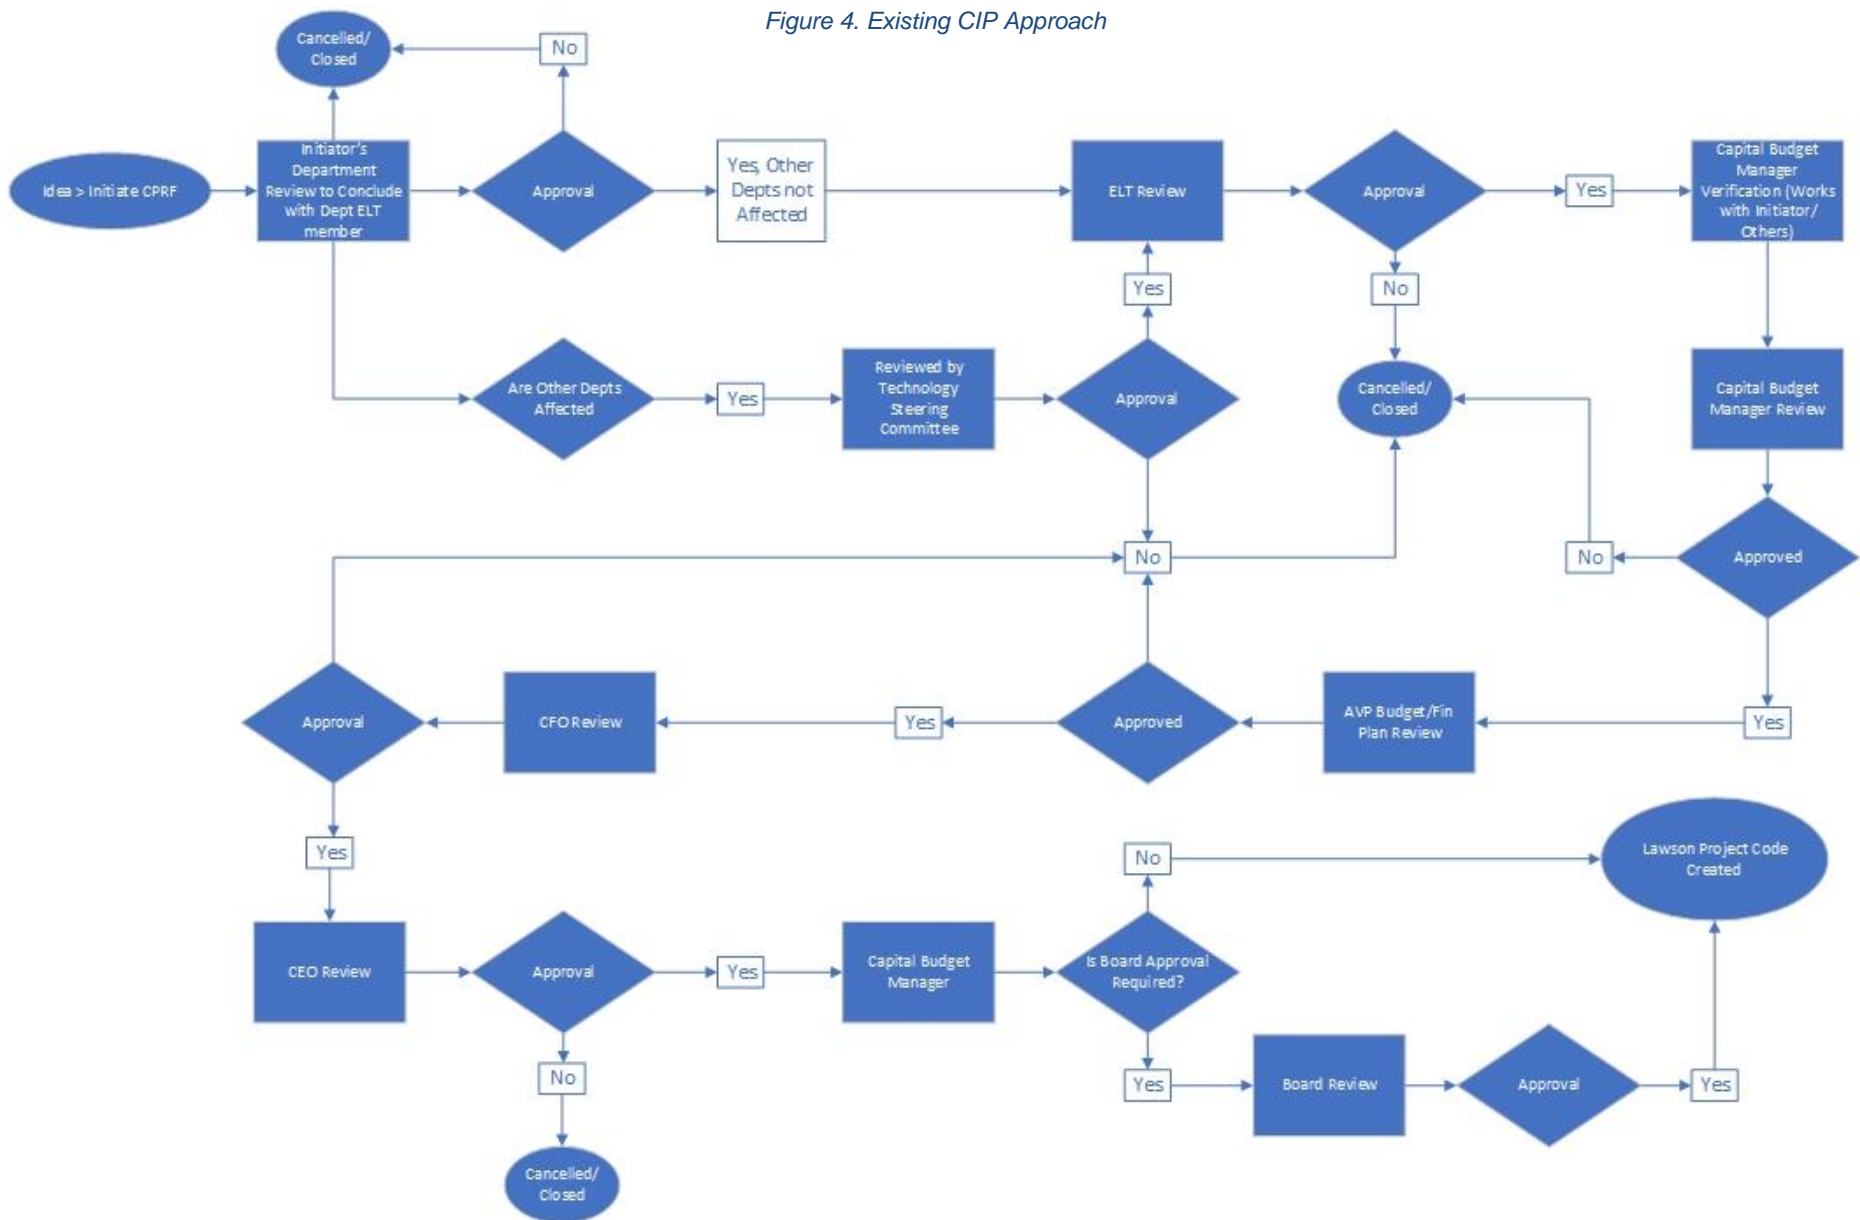 Figure 4. Existing CIP Approach
Cancelled/
Closed
No
Idea > Initiate CPRF
Initiator's
Department
Review to Conclude
with Dept ELT
member
Approval
Yes, Other
Depts not
Affected
ELT Review
Approval
Yes
Capital Budget
Manager
Verification (Works
with Initiator/
Others)
Yes
No
Are Other Depts
Affected
Yes
Reviewed by
Technology
Steering
Committee
Approval
Cancelled/
Closed
Capital Budget
Manager Review
No
No
Approved
Approval
CFO Review
Yes
Approved
AVP Budget/Fin
Plan Review
Yes
Yes
No
Lawson Project Code
Created
CEO Review
Approval
Yes
Capital Budget
Manager
Is Board Approval
Required?
No
Yes
Board Review
Approval
Yes
Cancelled/
Closed